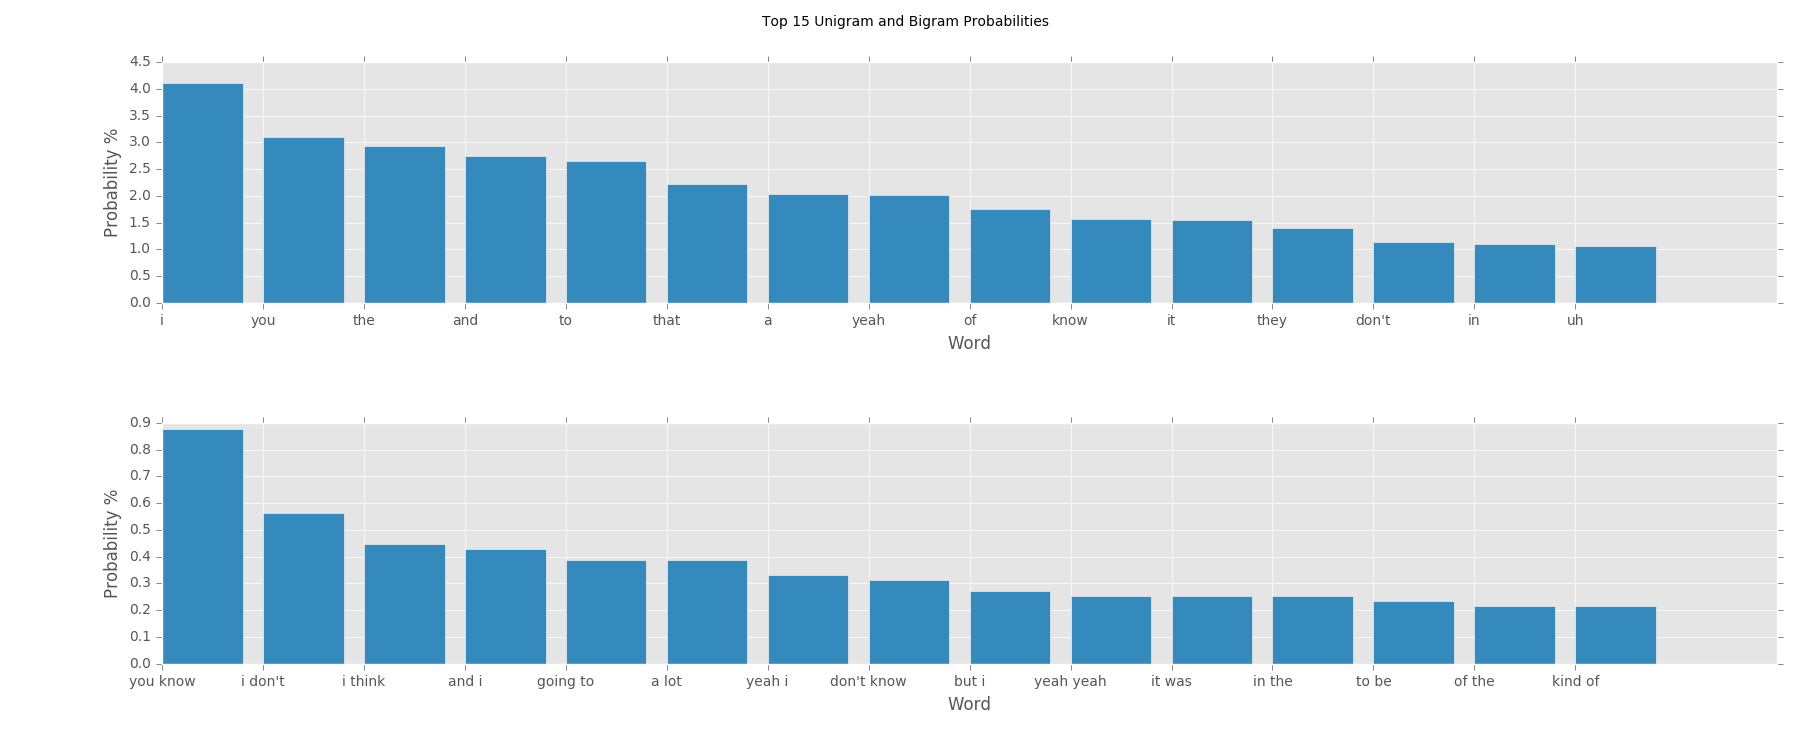 Top 15 Unigram and Bigram Probabilities
4.5
4.0
3.5
3.0
2.5
2.0
1.5
1.0
0.5
0.0
Probability %
i you the and to that a yeah of know it they don't in uh
Word
0.9
0.8
0.7
0.6
0.5
0.4
0.3
0.2
0.1
0.0
Probability %
you know i don't i think and i going to a lot yeah i don't know but i yeah yeah it was in the to be of the kind of
Word